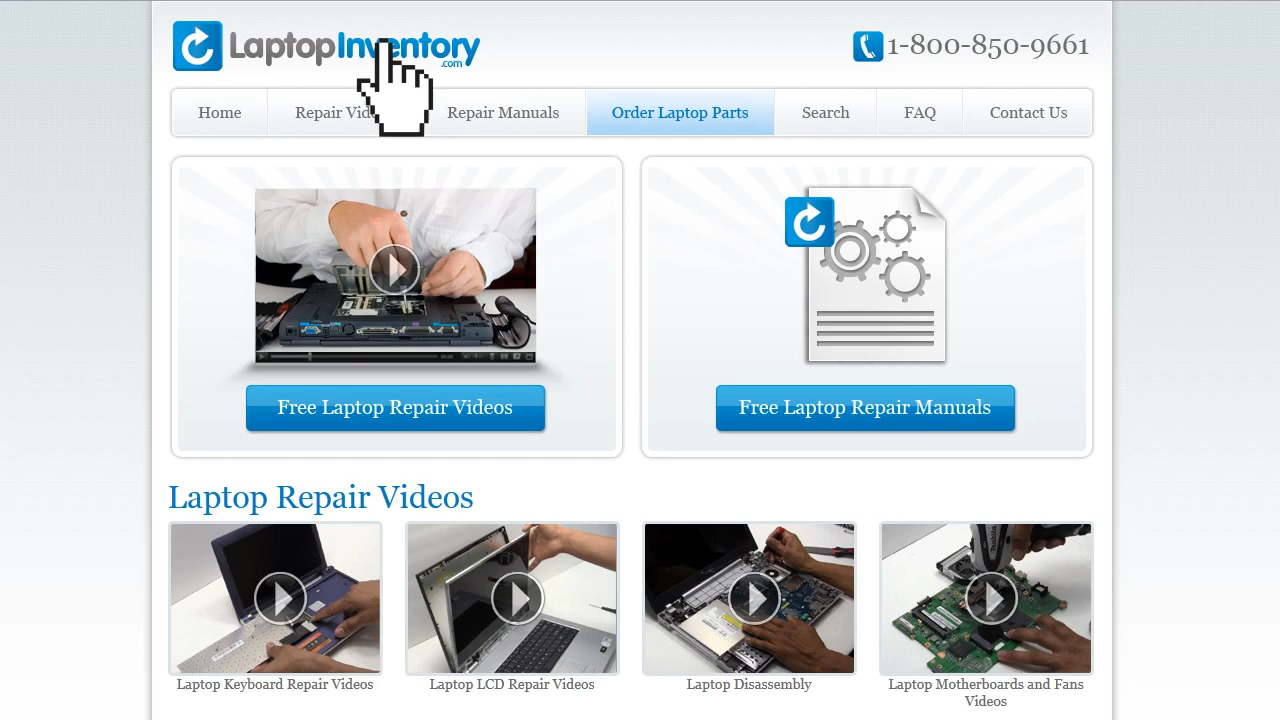 LaptopInventory
.com
1-800-850-9661
Home
Repair Vid
Repair Manuals
Order Laptop Parts
Search
FAQ
Contact Us
Free Laptop Repair Videos
Free Laptop Repair Manuals
Laptop Repair Videos
Laptop Keyboard Repair Videos
Laptop LCD Repair Videos
Laptop Disassembly
Laptop Motherboards and Fans
Videos